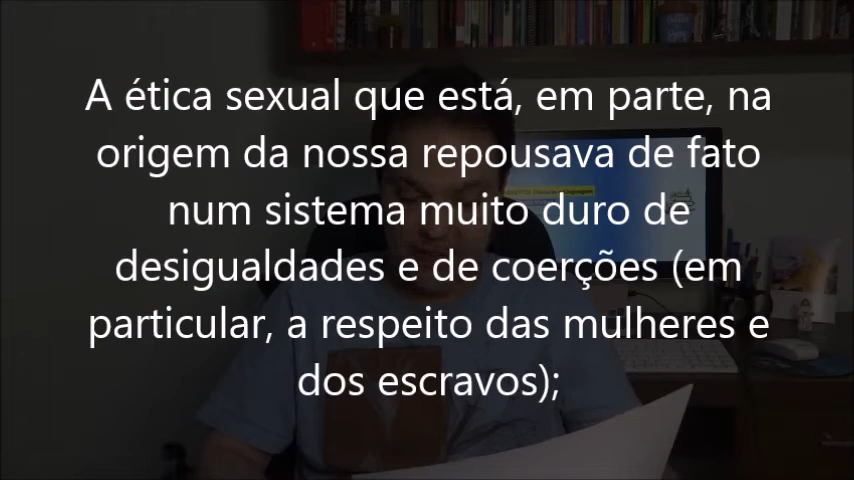 A ética sexual que está, em parte, na
origem da nossa repousava de fato
num sistema muito duro de
desigualdades e de coerções (em
particular, a respeito das mulheres e
dos escravos);